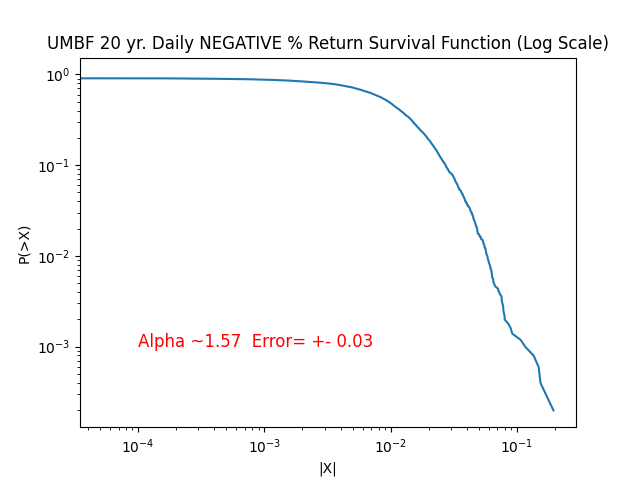 UMBF 20 yr. Daily NEGATIVE % Return Survival Function (Log Scale)
10⁰
10⁻¹
10⁻²
10⁻³
P(>X)
Alpha ~1.57  Error= +- 0.03
10⁻⁴ 10⁻³ 10⁻² 10⁻¹
|X|